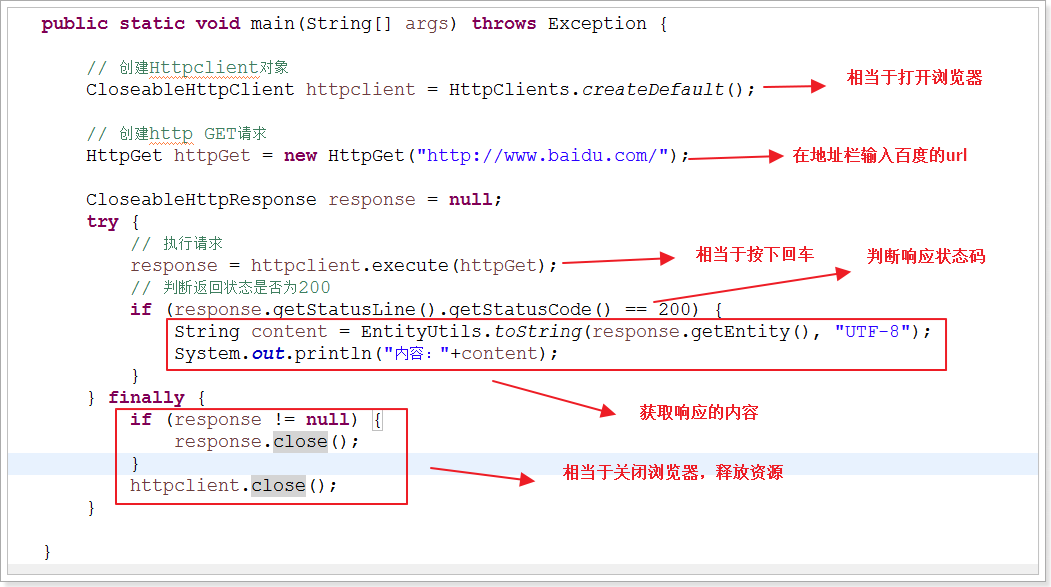 public static void main(String[] args) throws Exception {
// 创建Httpclient对象
CloseableHttpClient httpclient = HttpClients.createDefault();
相当于打开浏览器
// 创建http GET请求
HttpGet httpGet = new HttpGet("http://www.baidu.com/");
在地址栏输入百度的url
CloseableHttpResponse response = null;
try {
// 执行请求
response = httpclient.execute(httpGet);
相当于按下回车
判断响应状态码
// 判断返回状态是否为200
if (response.getStatusLine().getStatusCode() == 200) {
String content = EntityUtils.toString(response.getEntity(), "UTF-8");
System.out.println("内容："+content);
}
} finally {
获取响应的内容
if (response != null) {
response.close();
}
相当于关闭浏览器，释放资源
httpclient.close();
}
}